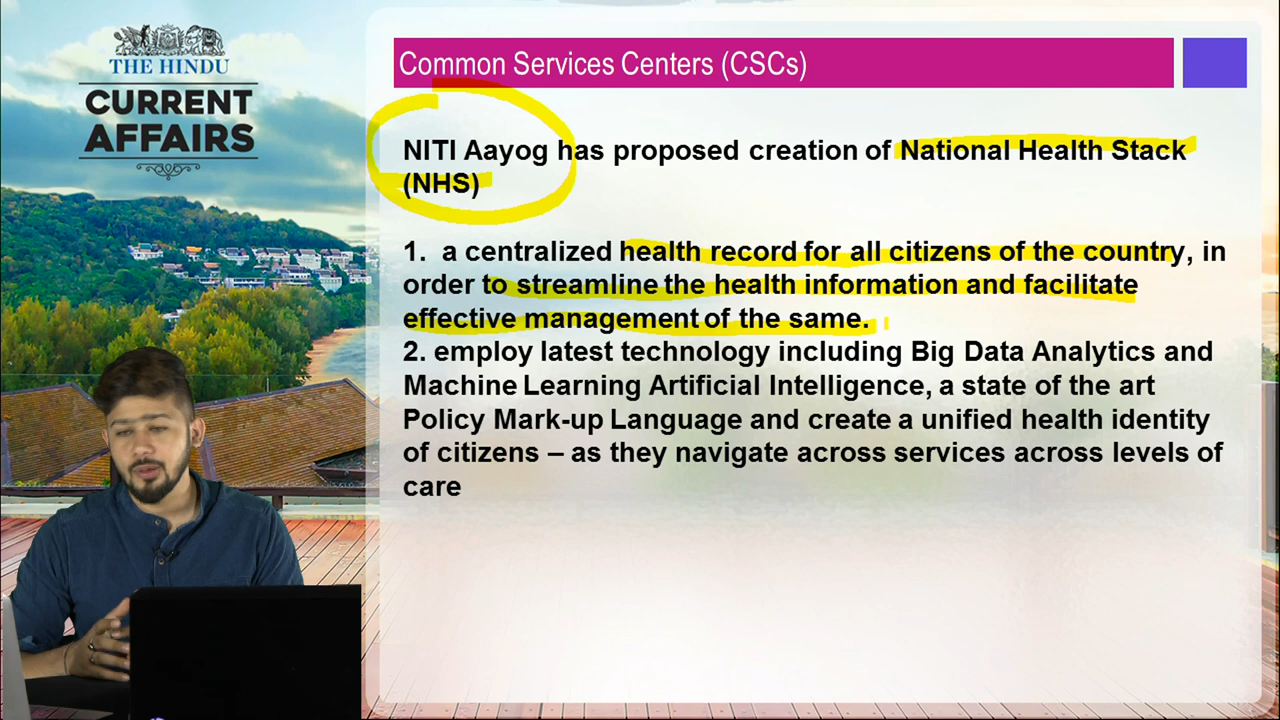 THE HINDU
CURRENT
AFFAIRS
Common Services Centers (CSCs)
NITI Aayog has proposed creation of National Health Stack
(NHS)
1. a centralized health record for all citizens of the country, in
order to streamline the health information and facilitate
effective management of the same.
2. employ latest technology including Big Data Analytics and
Machine Learning Artificial Intelligence, a state of the art
Policy Mark-up Language and create a unified health identity
of citizens – as they navigate across services across levels of
care